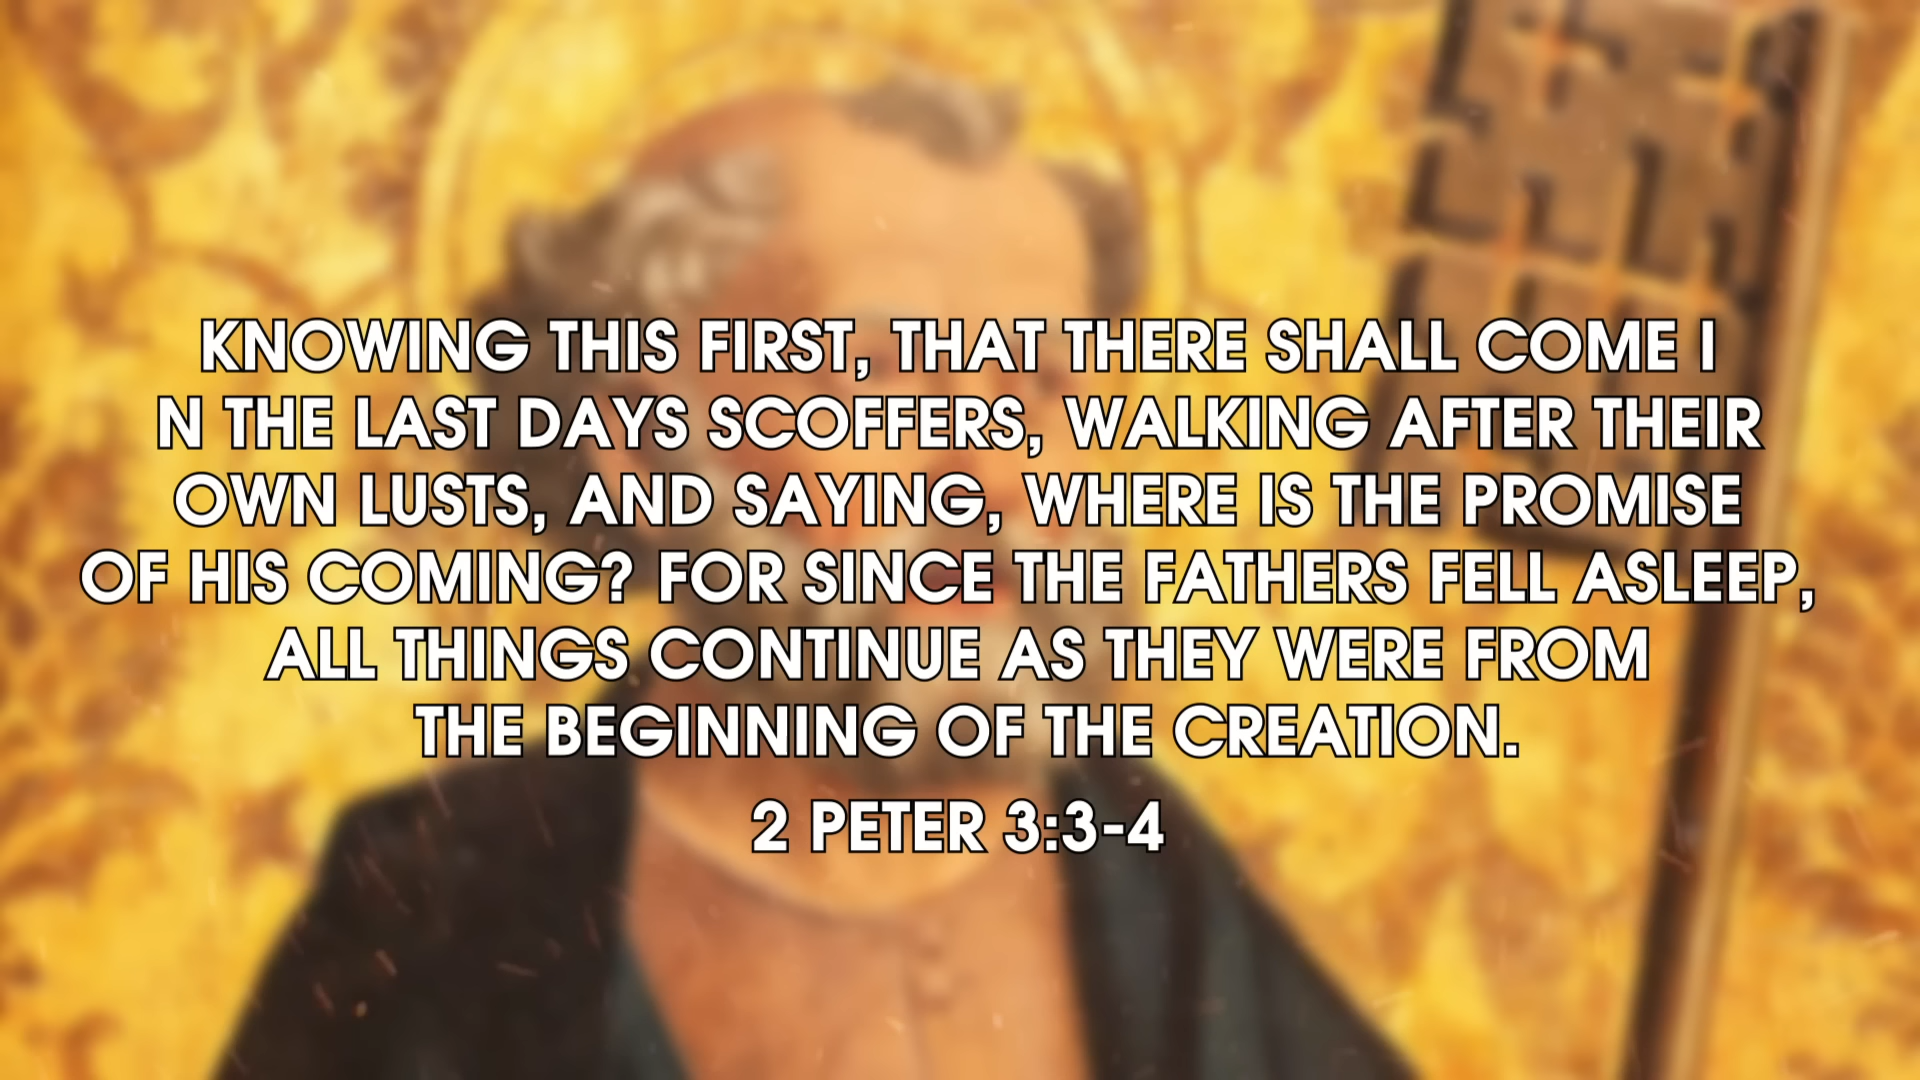 KNOWING THIS FIRST, THAT THERE SHALL COME I
N THE LAST DAYS SCOFFERS, WALKING AFTER THEIR
OWN LUSTS, AND SAYING, WHERE IS THE PROMISE
OF HIS COMING? FOR SINCE THE FATHERS FELL ASLEEP,
ALL THINGS CONTINUE AS THEY WERE FROM
THE BEGINNING OF THE CREATION.
2 PETER 3:3-4